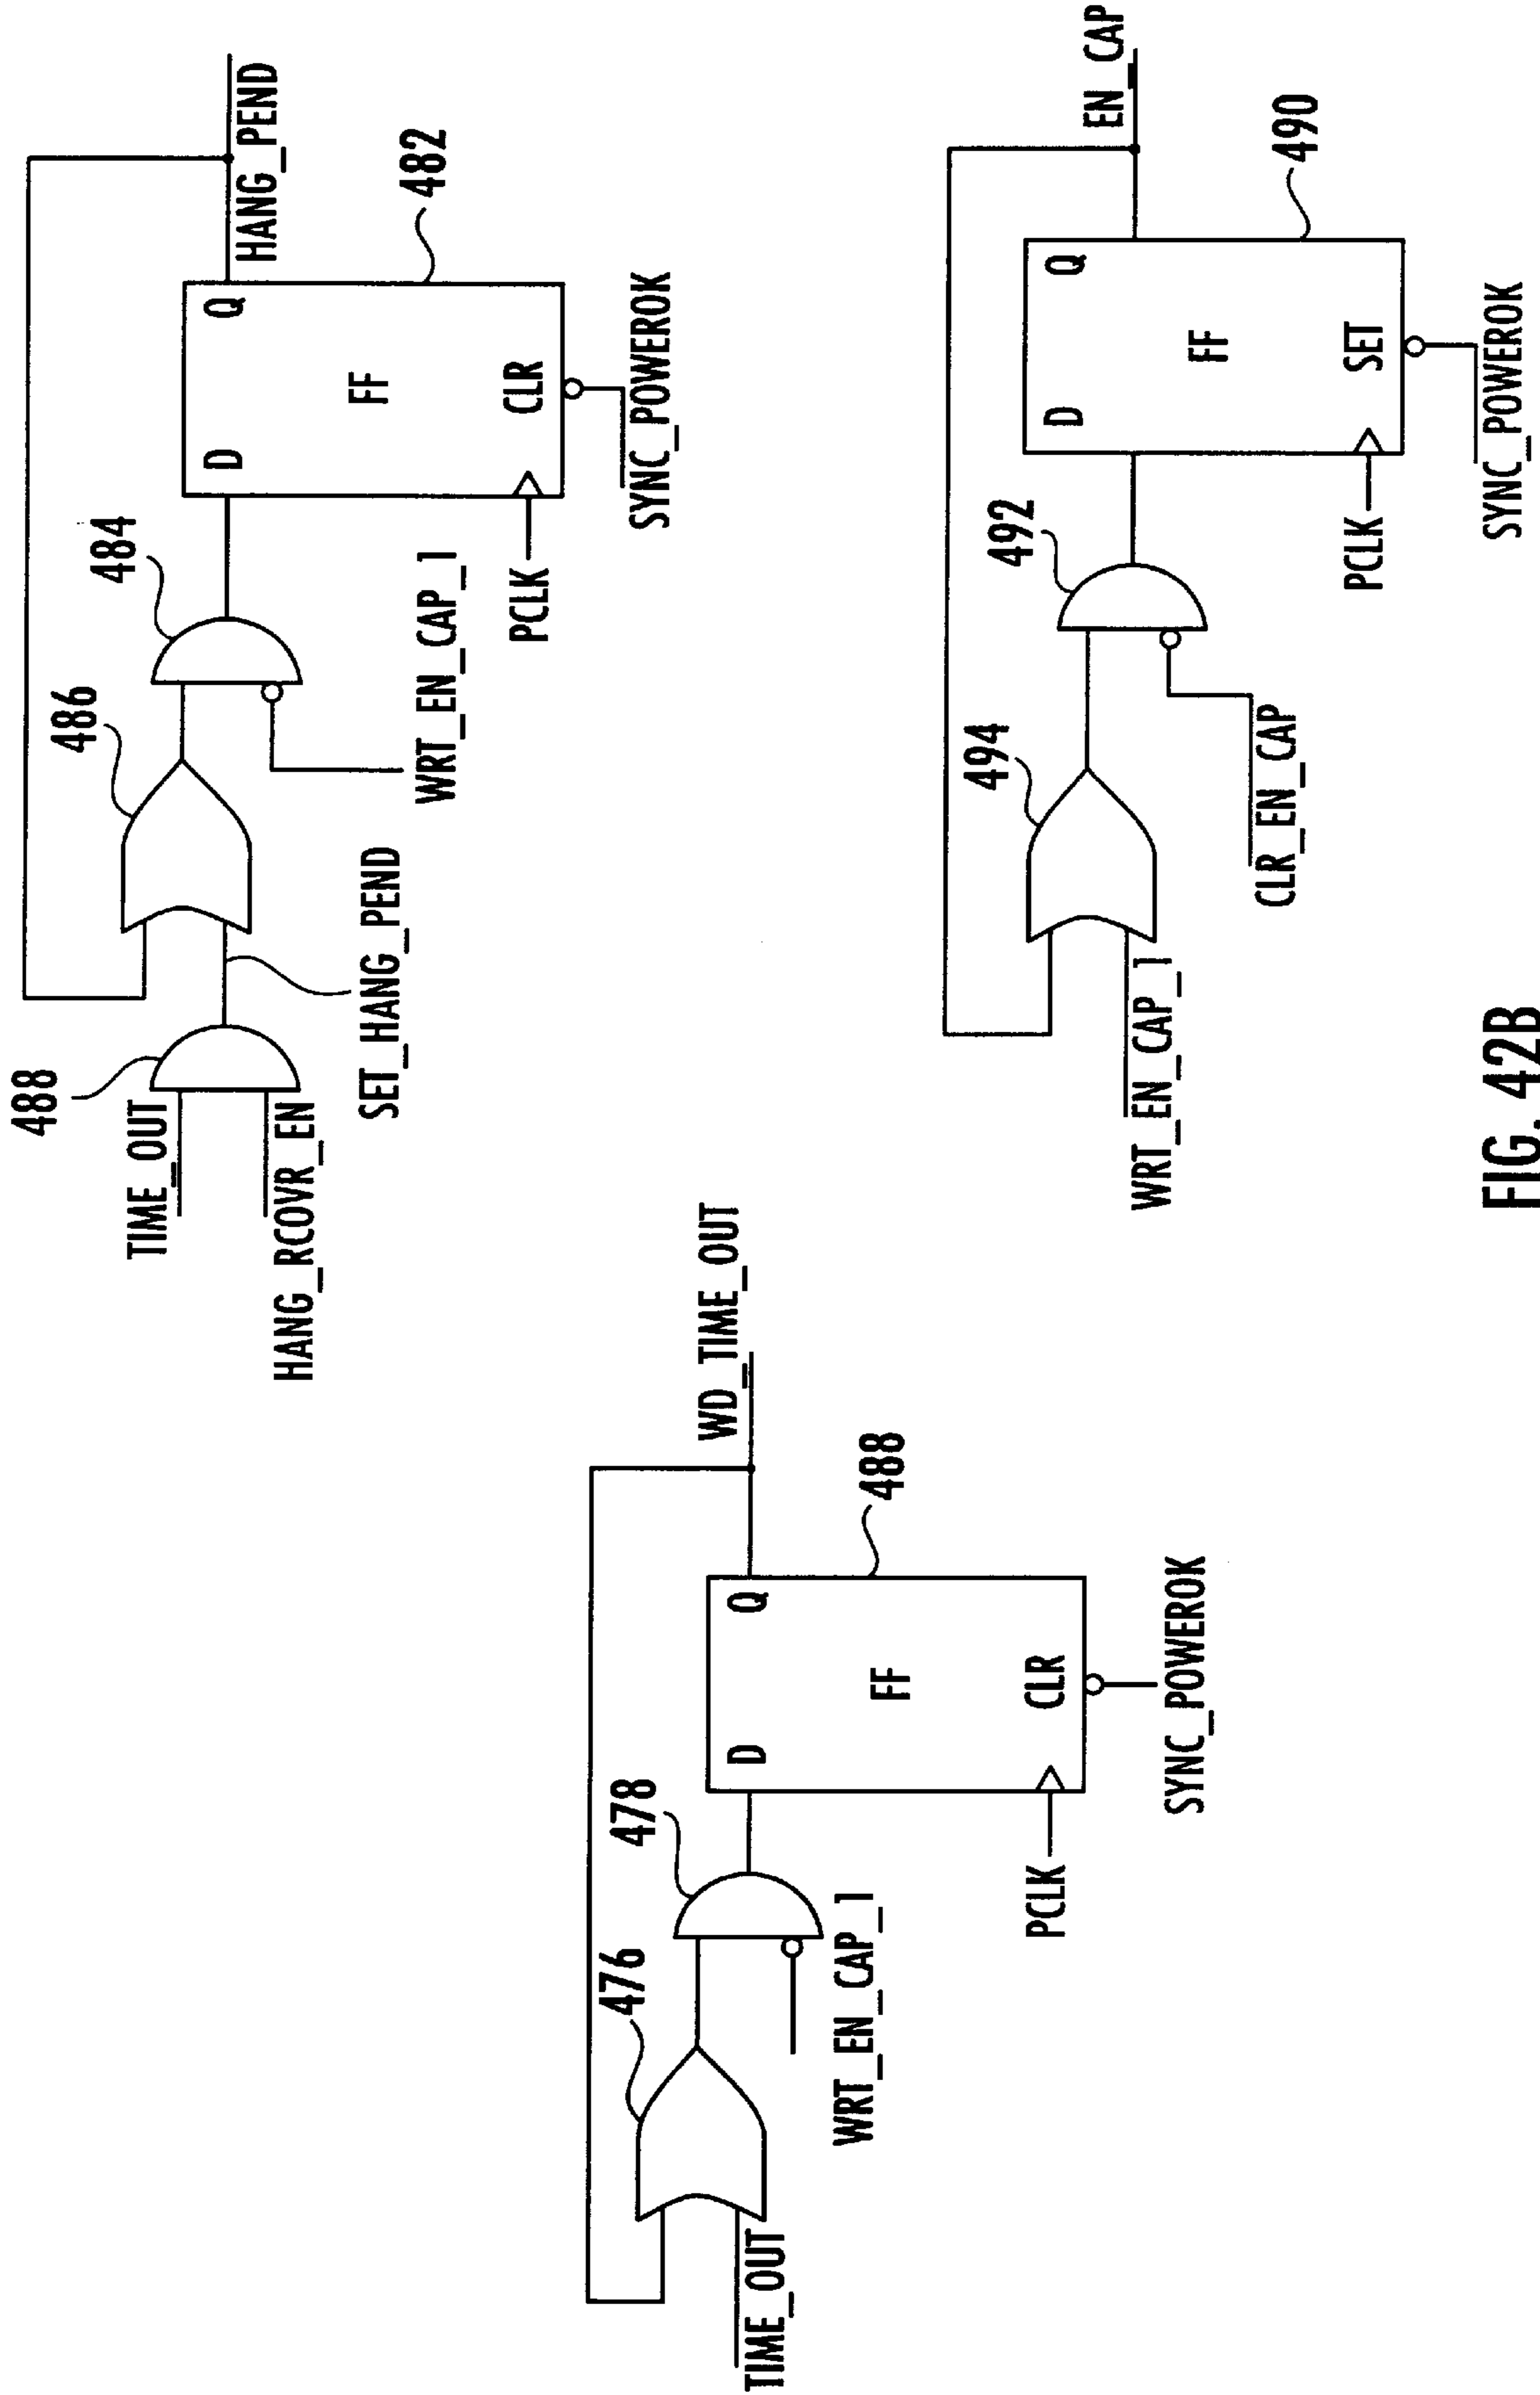 488
TIME_OUT
HANG_RCOVR_EN
SET_HANG_PEND
486
484
WRT_EN_CAP_1
D
Q
FF
CLR
PCLK
SYNC_POWEROK
482
HANG_PEND
TIME_OUT
476
478
WRT_EN_CAP_1
D
Q
FF
CLR
PCLK
SYNC_POWEROK
488
WD_TIME_OUT
WRT_EN_CAP_1
494
CLR_EN_CAP
492
D
Q
FF
SET
PCLK
SYNC_POWEROK
490
EN_CAP
FIG. 42B